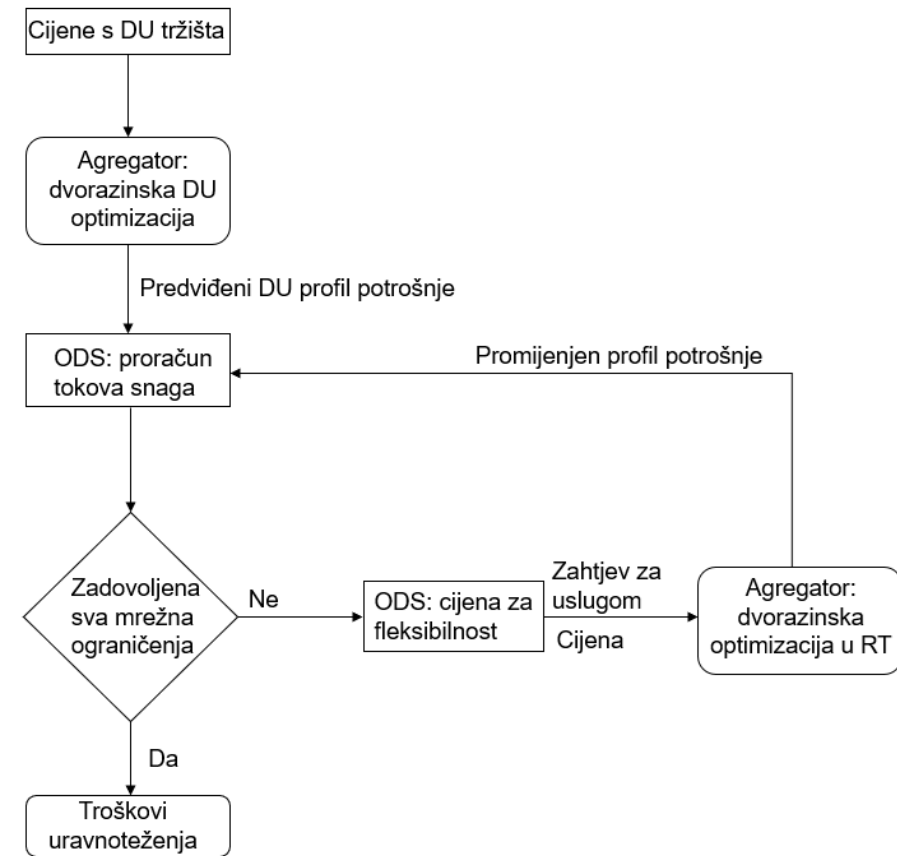 Cijene s DU tržišta
Agregator:
dvorazinska DU
optimizacija
Predviđeni DU profil potrošnje
ODS: proračun
tokova snaga
Promijenjen profil potrošnje
Zadovoljena
sva mrežna
ograničenja
Ne
ODS: cijena za
fleksibilnost
Zahtjev za
uslugom
Cijena
Agregator:
dvorazinska
optimizacija u RT
Da
Troškovi
uravnoteženja